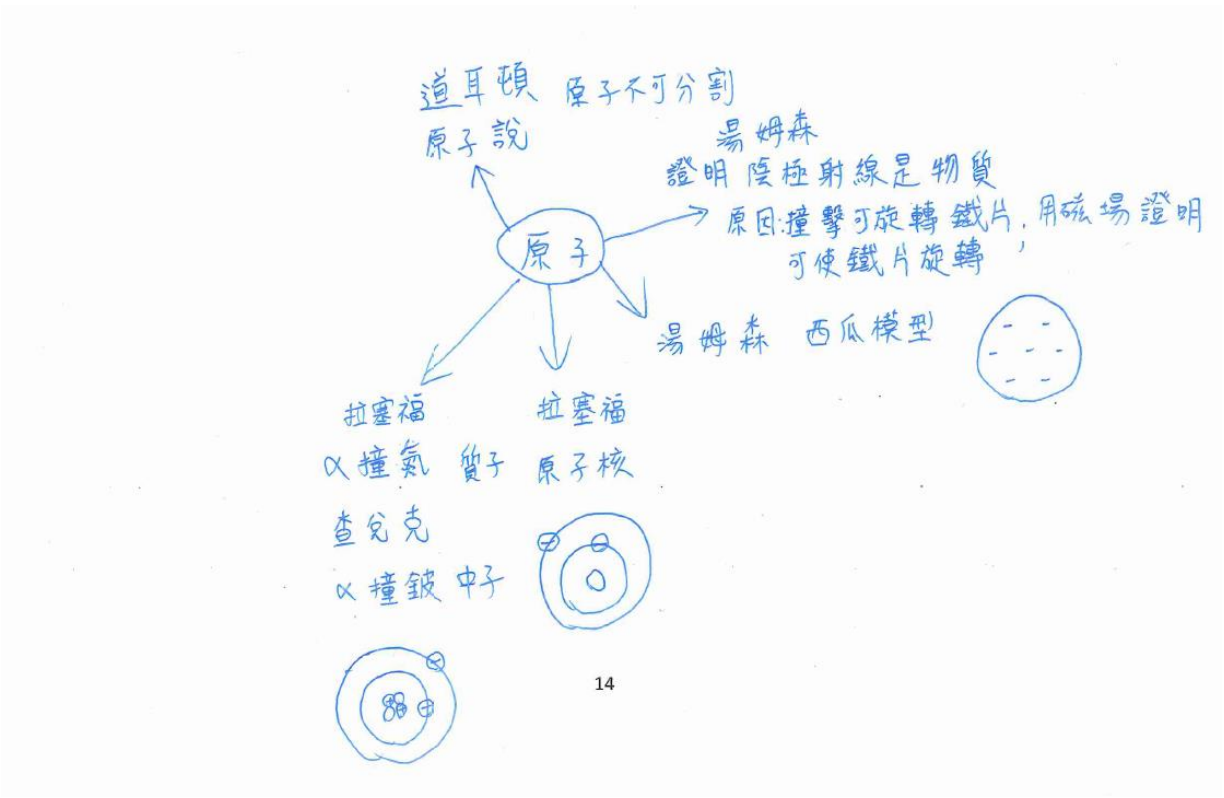 道耳頓 原子不可分割
原子說
湯姆森
證明陰極射線是物質
原因:撞擊可旋轉鐵片,用磁場證明
可使鐵片旋轉
原子
湯姆森 西瓜模型
拉塞福
α撞氮 質子
查兌克
α撞鈹 中子
拉塞福
原子核
14